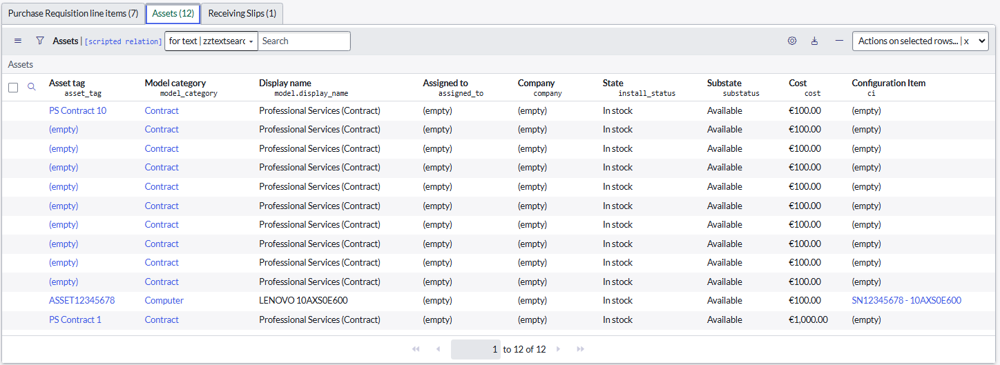 Purchase Requisition line items (7) Assets (12) Receiving Slips (1)
Assets | [scripted relation] for text | zztextsearc Search Actions on selected rows... | x
Assets
Asset tag Model category Display name Assigned to Company State Substate Cost Configuration Item
asset_tag model_category model.display_name assigned_to company install_status substatus cost ci
PS Contract 10 Contract Professional Services (Contract) (empty) (empty) In stock Available €100.00 (empty)
(empty) Contract Professional Services (Contract) (empty) (empty) In stock Available €100.00 (empty)
(empty) Contract Professional Services (Contract) (empty) (empty) In stock Available €100.00 (empty)
(empty) Contract Professional Services (Contract) (empty) (empty) In stock Available €100.00 (empty)
(empty) Contract Professional Services (Contract) (empty) (empty) In stock Available €100.00 (empty)
(empty) Contract Professional Services (Contract) (empty) (empty) In stock Available €100.00 (empty)
(empty) Contract Professional Services (Contract) (empty) (empty) In stock Available €100.00 (empty)
(empty) Contract Professional Services (Contract) (empty) (empty) In stock Available €100.00 (empty)
(empty) Contract Professional Services (Contract) (empty) (empty) In stock Available €100.00 (empty)
(empty) Contract Professional Services (Contract) (empty) (empty) In stock Available €100.00 (empty)
ASSET12345678 Computer LENOVO 10AXS0E600 (empty) (empty) In stock Available €100.00 SN12345678 - 10AXS0E600
PS Contract 1 Contract Professional Services (Contract) (empty) (empty) In stock Available €1,000.00 (empty)
1 to 12 of 12